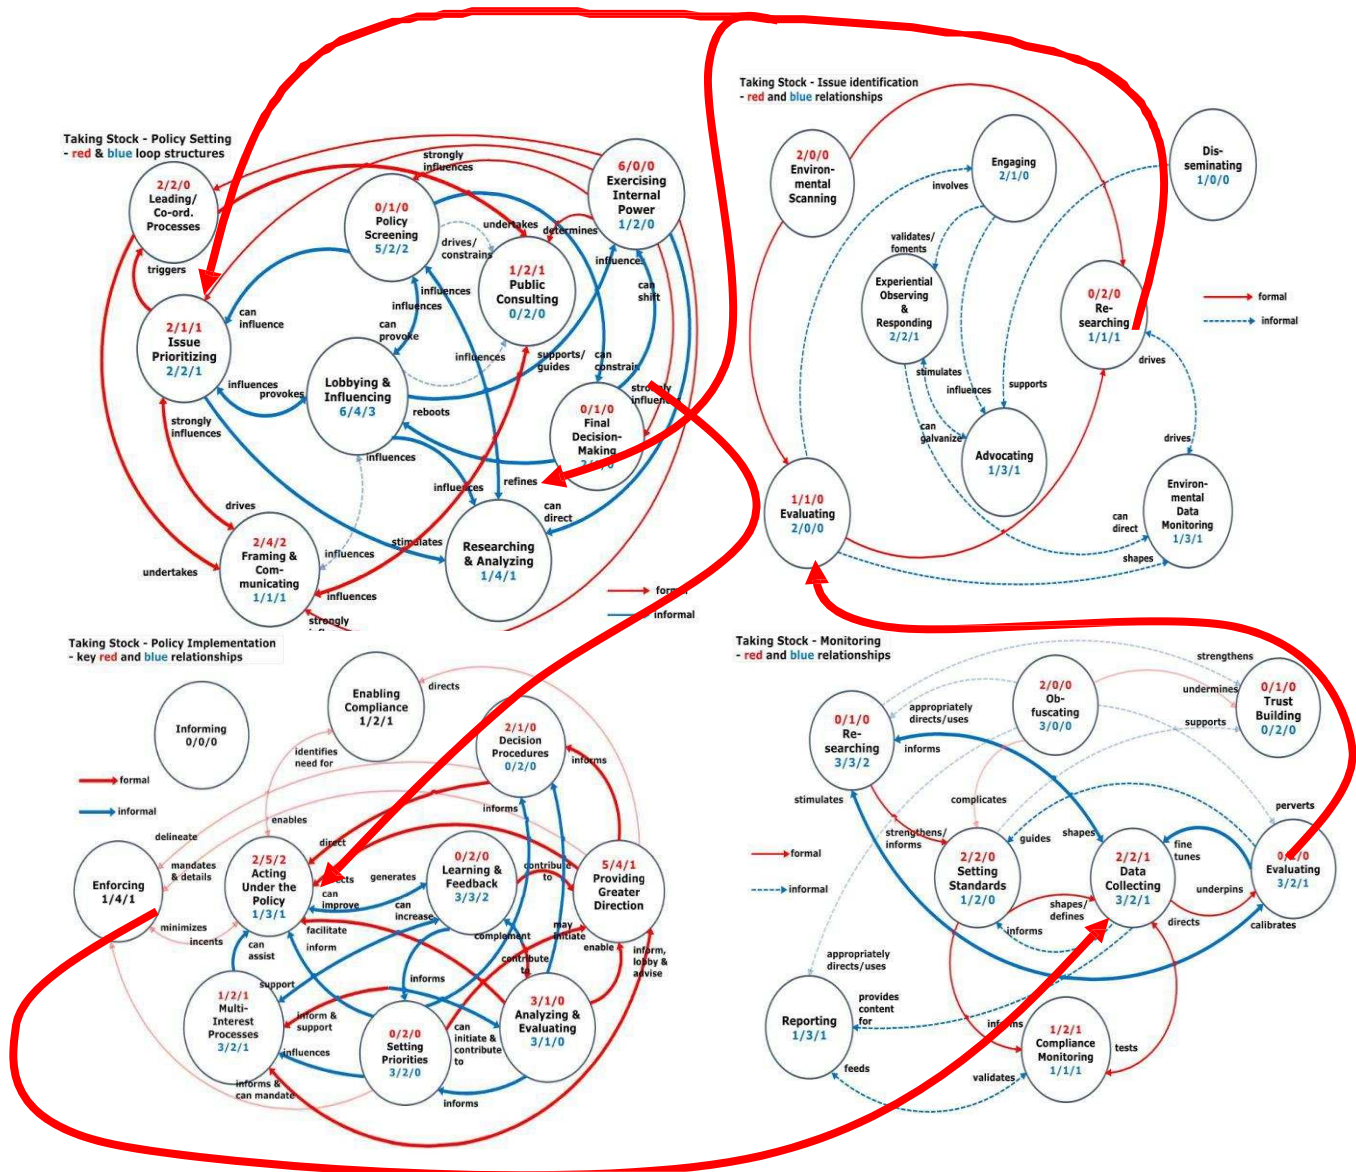 Taking Stock - Policy Setting
- red & blue loop structures
2/2/0
Leading/
Co-ord.
Processes
strongly
influences
0/1/0
Policy
Screening
5/2/2
6/0/0
Exercising
Internal
Power
1/2/0
undertakes
determines
drives/
constrains
1/2/1
Public
Consulting
0/2/0
influences
triggers
can
influence
influences
influences
can
shift
2/1/1
Issue
Prioritizing
2/2/1
can
provoke
influences
supports/
guides
can
constrain
influences
provokes
Lobbying &
Influencing
6/4/3
reboots
strongly
influences
0/1/0
Final
Decision-
Making
strongly
influences
influences
influences
refines
drives
can
direct
2/4/2
Framing &
Com-
municating
1/1/1
influences
stimulates
Researching
& Analyzing
1/4/1
undertakes
influences
strongly
formal
informal
Taking Stock - Issue identification
- red and blue relationships
2/0/0
Environ-
mental
Scanning
Engaging
2/1/0
Dis-
seminating
1/0/0
involves
validates/
foments
Experiential
Observing
&
Responding
2/2/1
0/2/0
Re-
searching
1/1/1
formal
informal
drives
stimulates
influences
supports
can
galvanize
Advocating
1/3/1
drives
1/1/0
Evaluating
2/0/0
Environ-
mental
Data
Monitoring
1/3/1
can
direct
shapes
Taking Stock - Policy Implementation
- key red and blue relationships
Informing
0/0/0
Enabling
Compliance
1/2/1
directs
2/1/0
Decision
Procedures
0/2/0
identifies
need for
informs
formal
informal
informs
enables
delineate
direct
mandates
& details
Enforcing
1/4/1
2/5/2
Acting
Under the
Policy
1/3/1
generates
can
improve
0/2/0
Learning &
Feedback
3/3/2
contribute
to
5/4/1
Providing
Greater
Direction
minimizes
incents
can
increase
facilitate
may
initiate
can
assist
inform
complement
enable
contribute
to
inform,
lobby &
advise
support
informs
1/2/1
Multi-
Interest
Processes
3/2/1
inform &
support
influences
0/2/0
Setting
Priorities
3/2/0
can
initiate &
contribute
to
3/1/0
Analyzing &
Evaluating
3/1/0
informs &
can mandate
informs
Taking Stock - Monitoring
- red and blue relationships
strengthens
2/0/0
Ob-
fuscating
3/0/0
undermines
0/1/0
Trust
Building
0/2/0
0/1/0
Re-
searching
3/3/2
appropriately
directs/uses
supports
informs
stimulates
complicates
perverts
strengthens/
informs
guides
shapes
fine
tunes
formal
informal
2/2/0
Setting
Standards
1/2/0
2/2/1
Data
Collecting
3/2/1
Evaluating
3/2/1
underpins
shapes/
defines
informs
directs
calibrates
appropriately
directs/uses
provides
content
for
Reporting
1/3/1
informs
1/2/1
Compliance
Monitoring
1/1/1
tests
feeds
validates